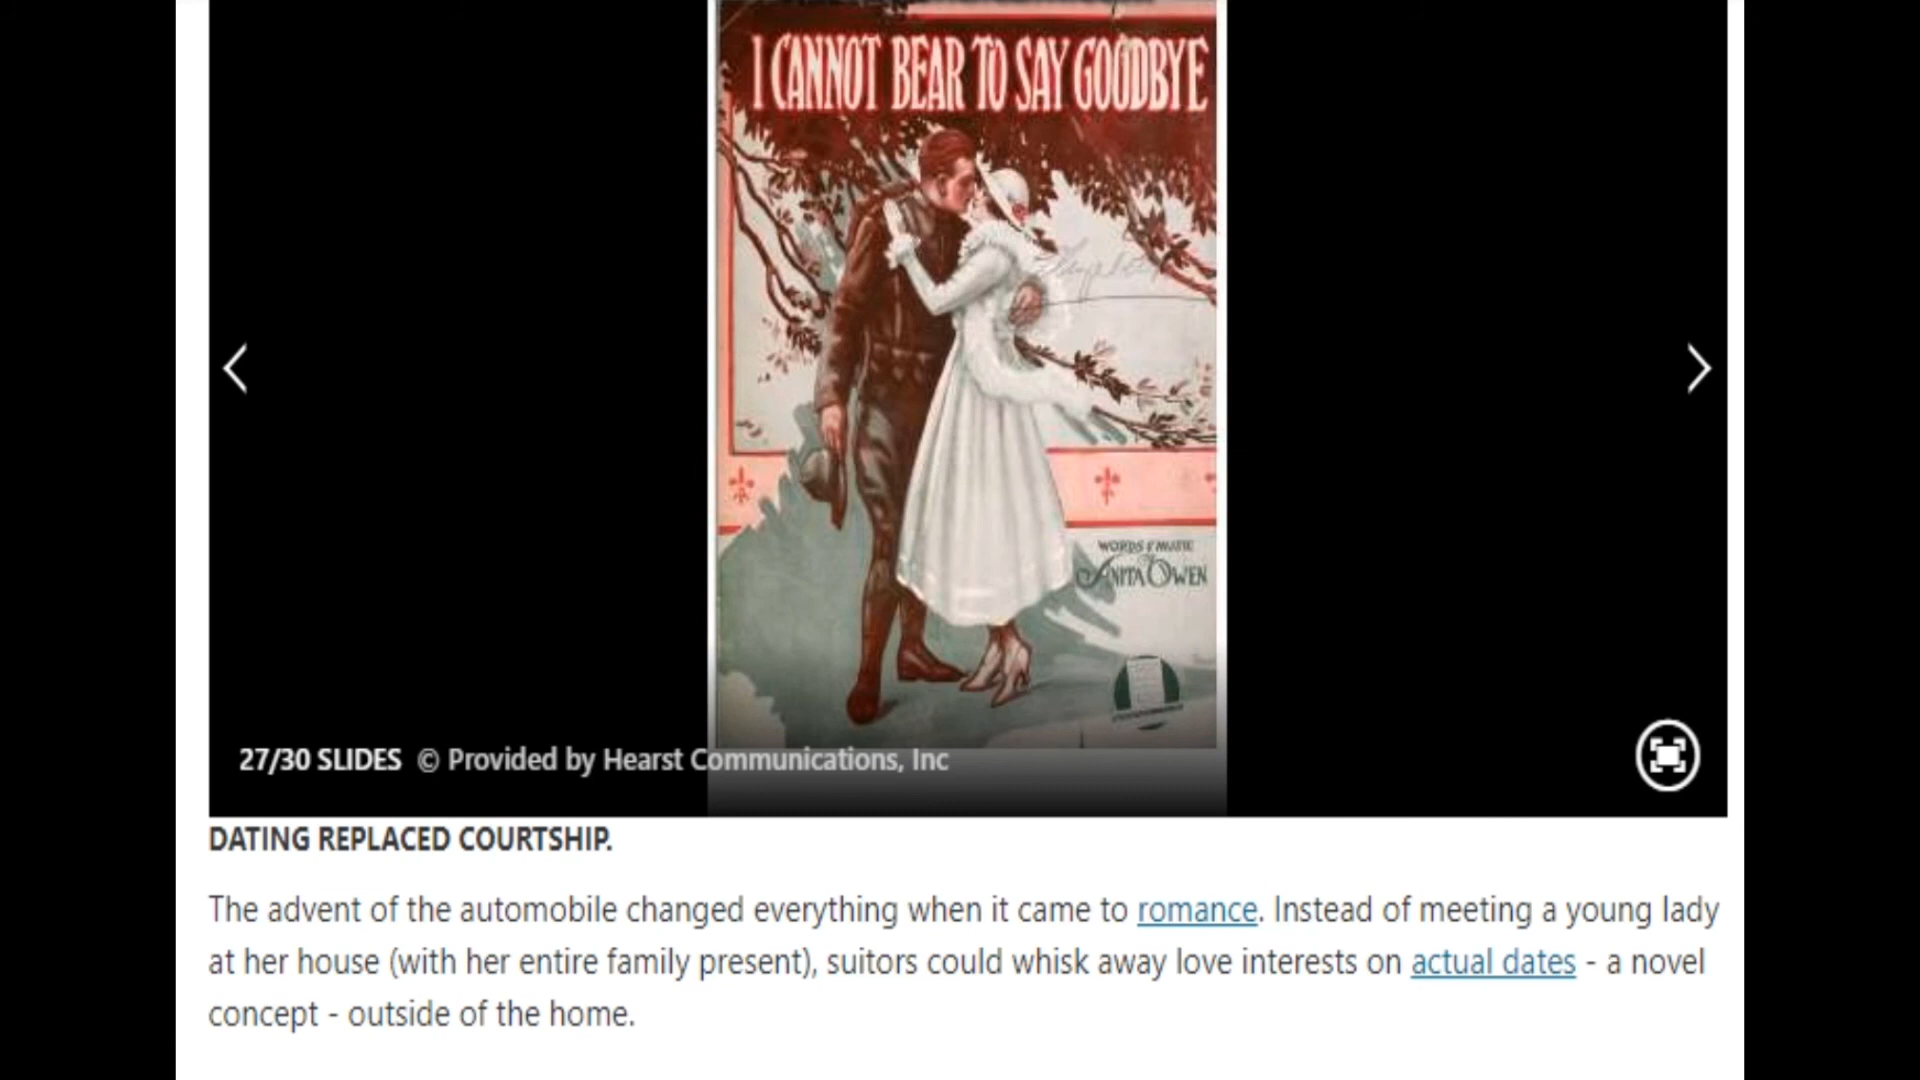 I CANNOT BEAR TO SAY GOODBYE
WORDS & MUSIC
ANITA OWEN
27/30 SLIDES © Provided by Hearst Communications, Inc
DATING REPLACED COURTSHIP.
The advent of the automobile changed everything when it came to romance. Instead of meeting a young lady
at her house (with her entire family present), suitors could whisk away love interests on actual dates - a novel
concept - outside of the home.